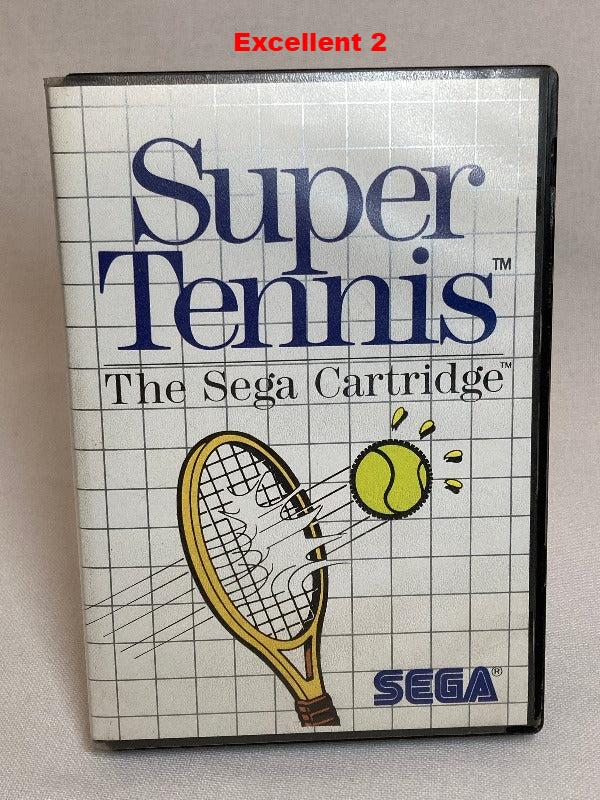 Excellent 2
Super
Tennis™
The Sega Cartridge™
SEGA®